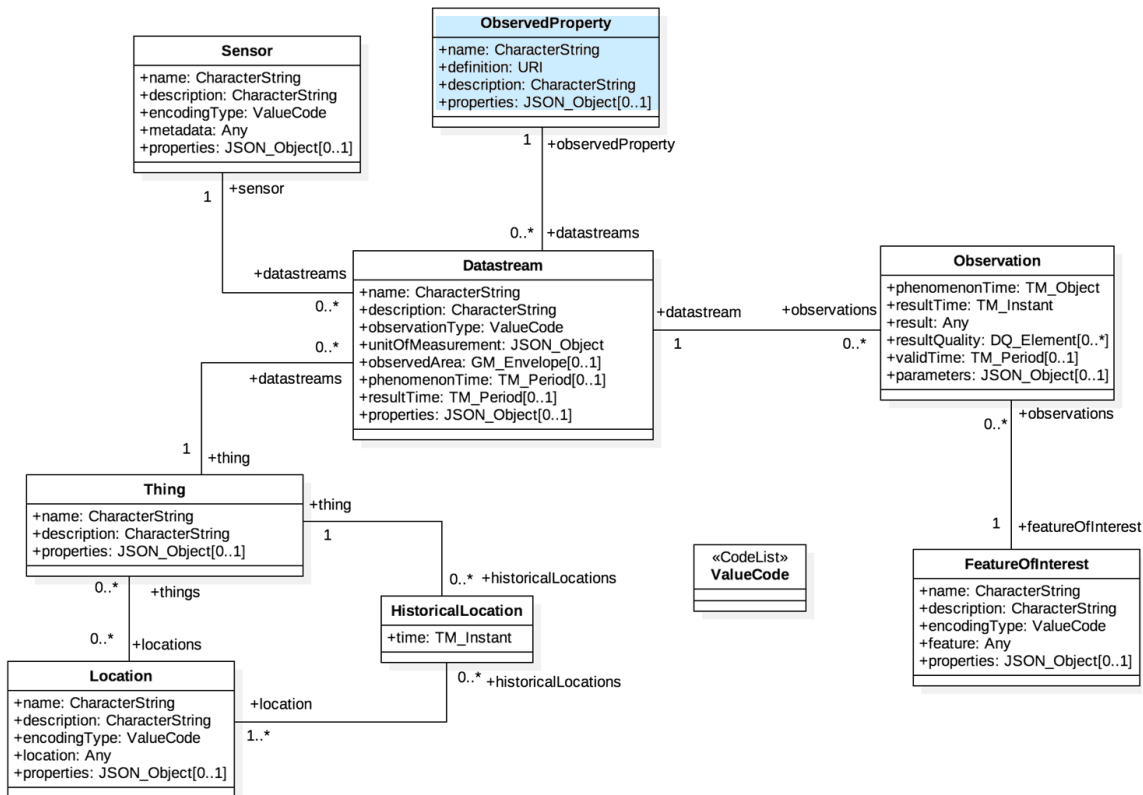 ObservedProperty
+name: CharacterString
+definition: URI
+description: CharacterString
+properties: JSON_Object[0..1]
Sensor
+name: CharacterString
+description: CharacterString
+encodingType: ValueCode
+metadata: Any
+properties: JSON_Object[0..1]
1
+observedProperty
1
+sensor
0..*
+datastreams
+datastreams
0..*
Datastream
+name: CharacterString
+description: CharacterString
+observationType: ValueCode
+unitOfMeasurement: JSON_Object
+observedArea: GM_Envelope[0..1]
+phenomenonTime: TM_Period[0..1]
+resultTime: TM_Period[0..1]
+properties: JSON_Object[0..1]
+datastream
1
+observations
0..*
Observation
+phenomenonTime: TM_Object
+resultTime: TM_Instant
+result: Any
+resultQuality: DQ_Element[0..*]
+validTime: TM_Period[0..1]
+parameters: JSON_Object[0..1]
0..*
+datastreams
+observations
0..*
1
+thing
Thing
+name: CharacterString
+description: CharacterString
+properties: JSON_Object[0..1]
+thing
1
1
+featureOfInterest
FeatureOfInterest
+name: CharacterString
+description: CharacterString
+encodingType: ValueCode
+feature: Any
+properties: JSON_Object[0..1]
«CodeList»
ValueCode
0..*
+historicalLocations
HistoricalLocation
+time: TM_Instant
0..*
+historicalLocations
0..*
+things
0..*
+locations
Location
+name: CharacterString
+description: CharacterString
+encodingType: ValueCode
+location: Any
+properties: JSON_Object[0..1]
+location
1..*